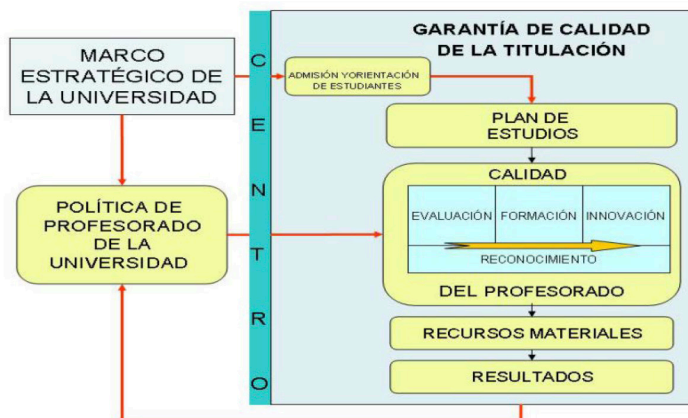 MARCO
ESTRATÉGICO DE
LA UNIVERSIDAD
POLÍTICA DE
PROFESORADO
DE LA
UNIVERSIDAD
C
E
N
T
R
O
GARANTÍA DE CALIDAD
DE LA TITULACIÓN
ADMISIÓN YORIENTACIÓN
DE ESTUDIANTES
PLAN DE
ESTUDIOS
CALIDAD
EVALUACIÓN FORMACIÓN INNOVACIÓN
RECONOCIMIENTO
DEL PROFESORADO
RECURSOS MATERIALES
RESULTADOS